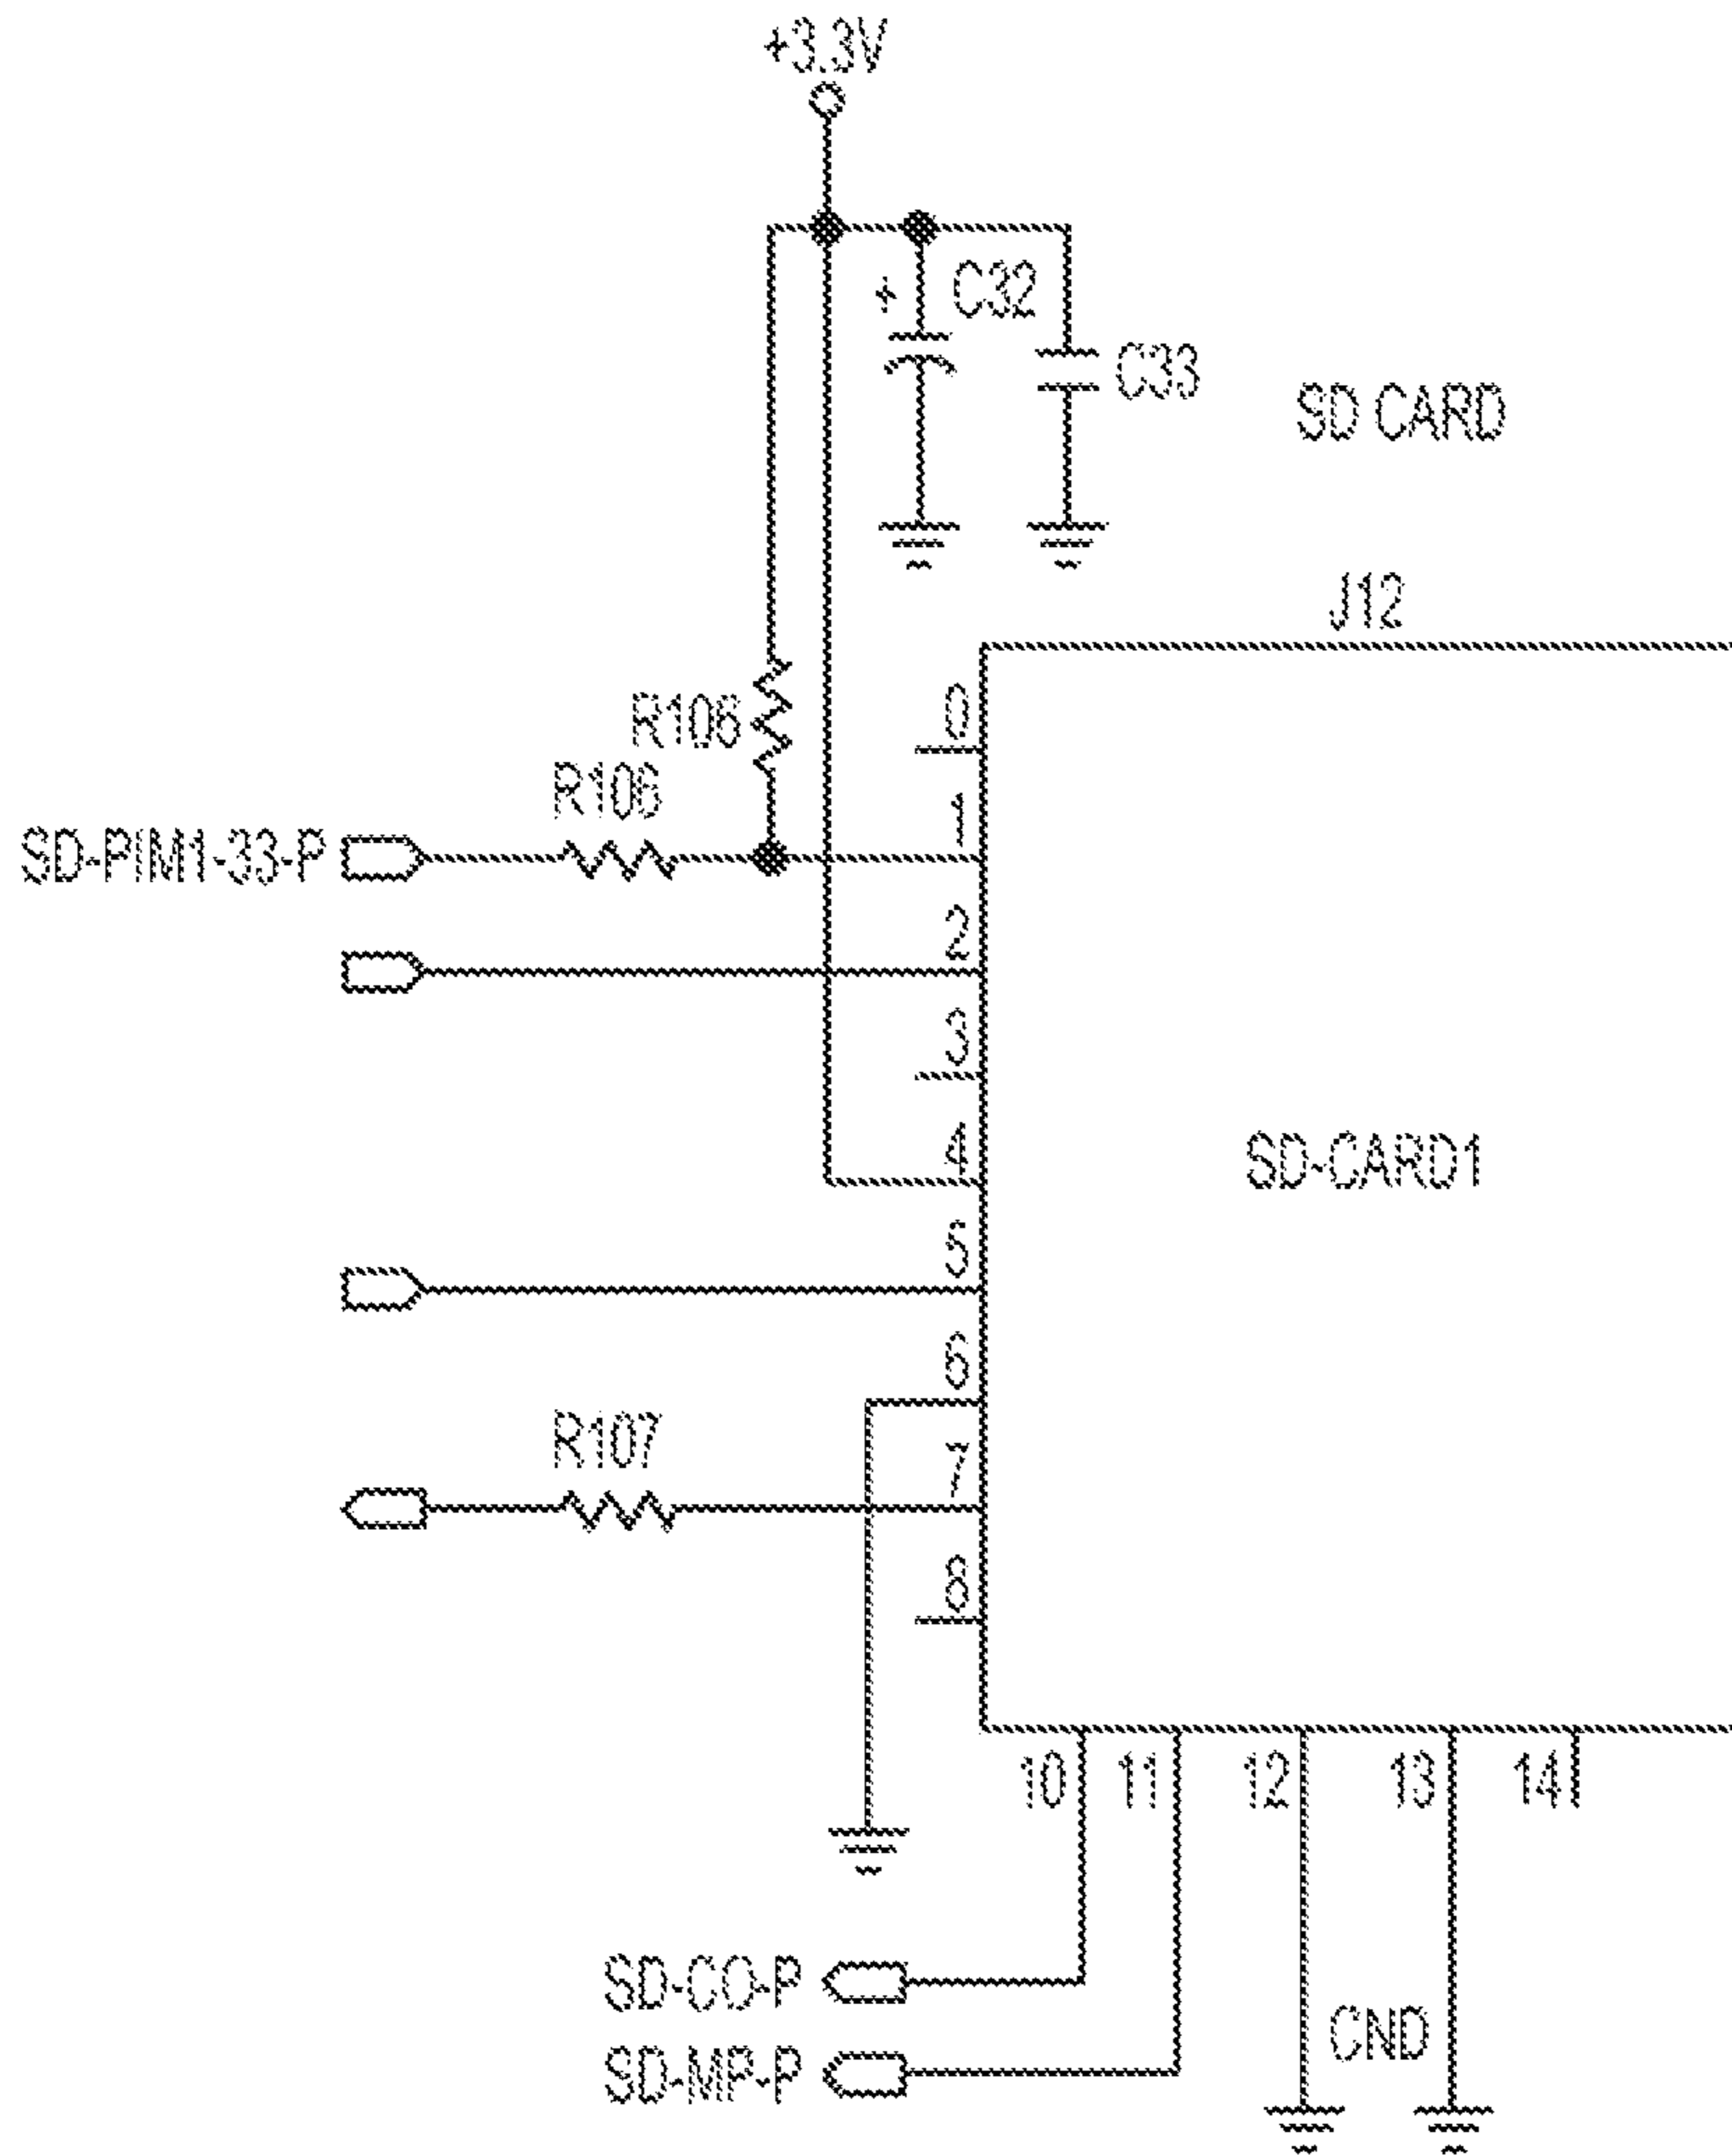 +3.3V
C32
C33
SD CARD
J12
0
R106
R106
1
SD-PIM1-33-P
2
3
4
SD-CARD1
5
6
R107
7
8
10
11
12
13
14
SD-CO-P
CND
SD-MP-P